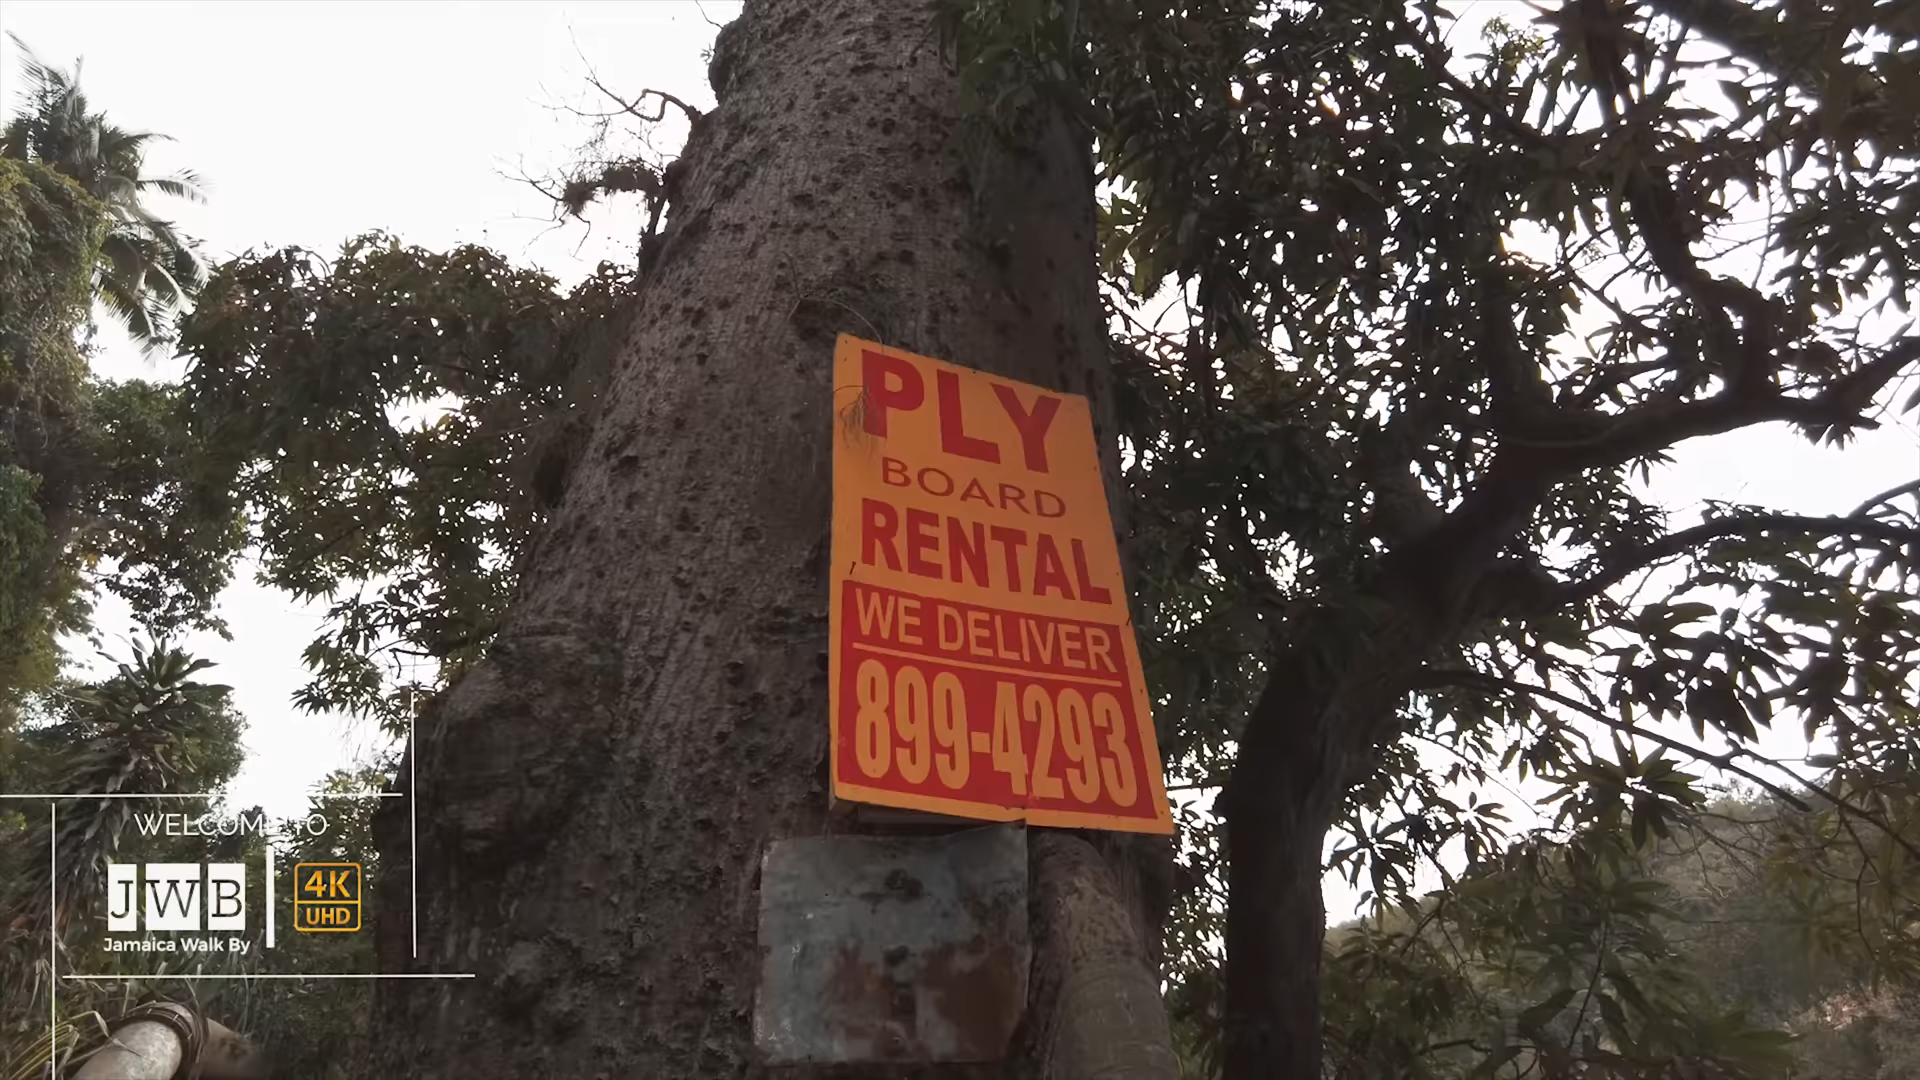 PLY
BOARD
RENTAL
WE DELIVER
899-4293
WELCOME TO
JWB
4K
UHD
Jamaica Walk By